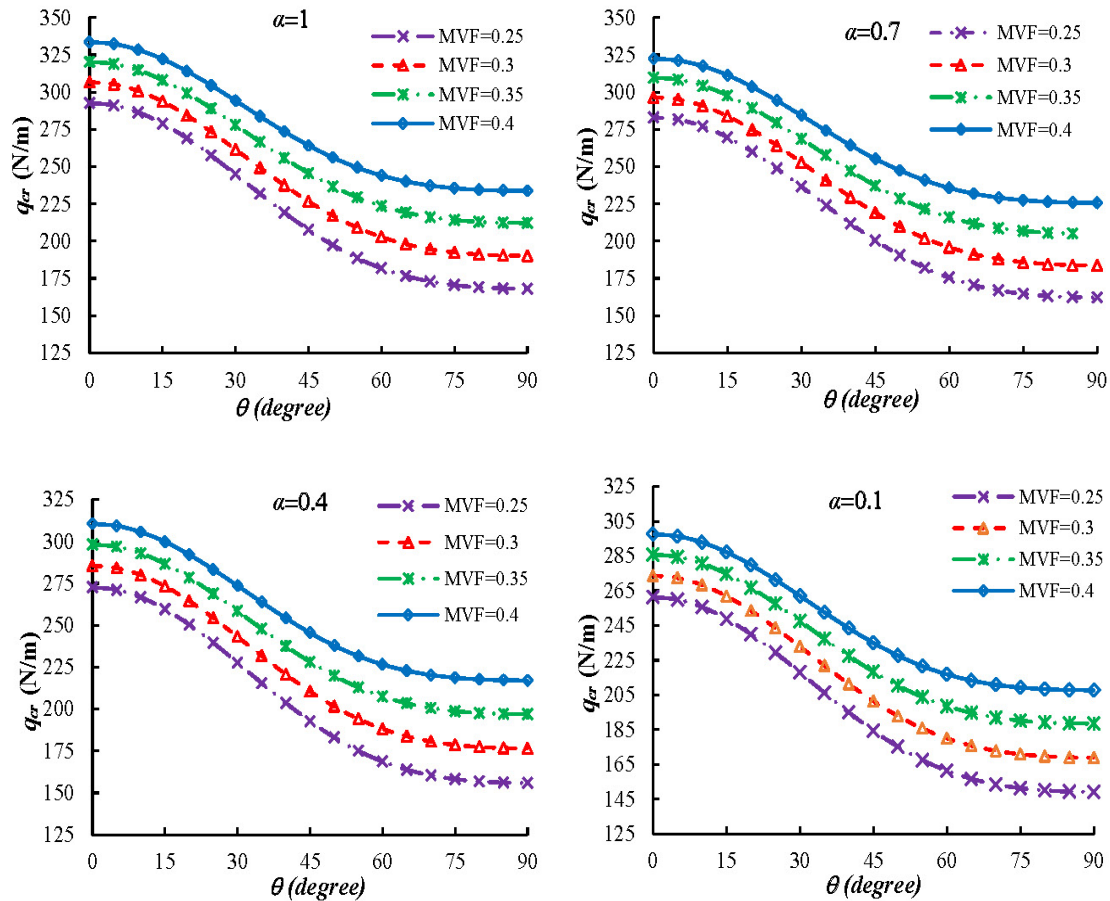 α=1
MVF=0.25
MVF=0.3
MVF=0.35
MVF=0.4
350
325
300
275
250
225
200
175
150
125
qcr (N/m)
0 15 30 45 60 75 90
θ (degree)
α=0.7
MVF=0.25
MVF=0.3
MVF=0.35
MVF=0.4
350
325
300
275
250
225
200
175
150
125
qcr (N/m)
0 15 30 45 60 75 90
θ (degree)
α=0.4
MVF=0.25
MVF=0.3
MVF=0.35
MVF=0.4
325
300
275
250
225
200
175
150
125
qcr (N/m)
0 15 30 45 60 75 90
θ (degree)
α=0.1
MVF=0.25
MVF=0.3
MVF=0.35
MVF=0.4
325
305
285
265
245
225
205
185
165
145
125
qcr (N/m)
0 15 30 45 60 75 90
θ (degree)